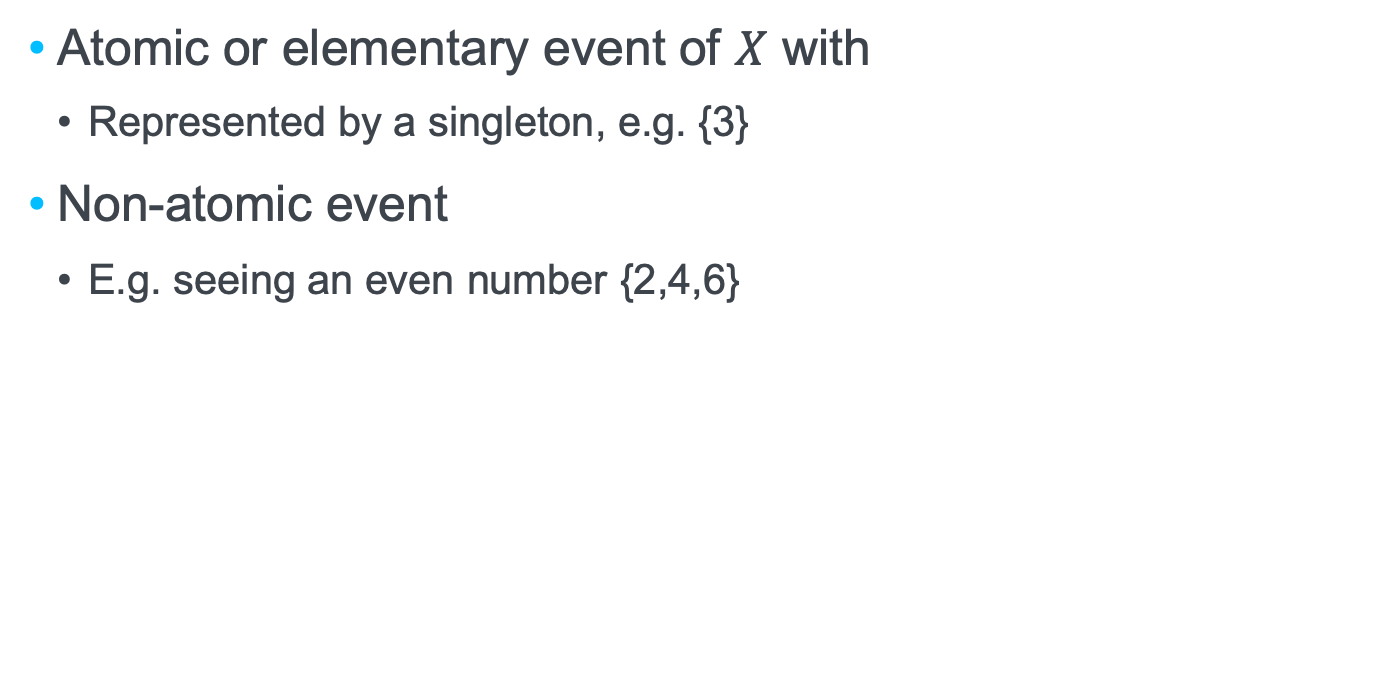 • Atomic or elementary event of X with
• Represented by a singleton, e.g. {3}
• Non-atomic event
• E.g. seeing an even number {2,4,6}